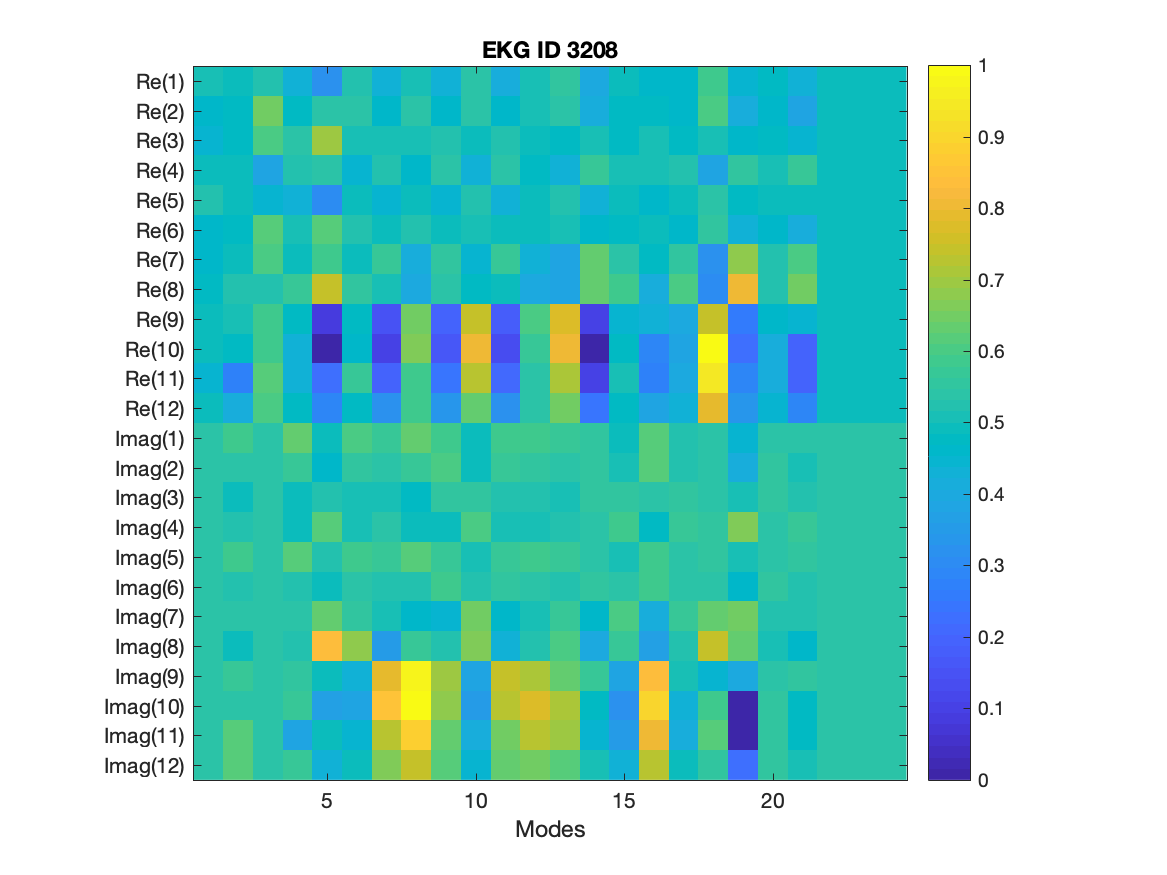 EKG ID 3208
Re(1)
Re(2)
Re(3)
Re(4)
Re(5)
Re(6)
Re(7)
Re(8)
Re(9)
Re(10)
Re(11)
Re(12)
Imag(1)
Imag(2)
Imag(3)
Imag(4)
Imag(5)
Imag(6)
Imag(7)
Imag(8)
Imag(9)
Imag(10)
Imag(11)
Imag(12)
5 10 15 20
Modes
1
0.9
0.8
0.7
0.6
0.5
0.4
0.3
0.2
0.1
0